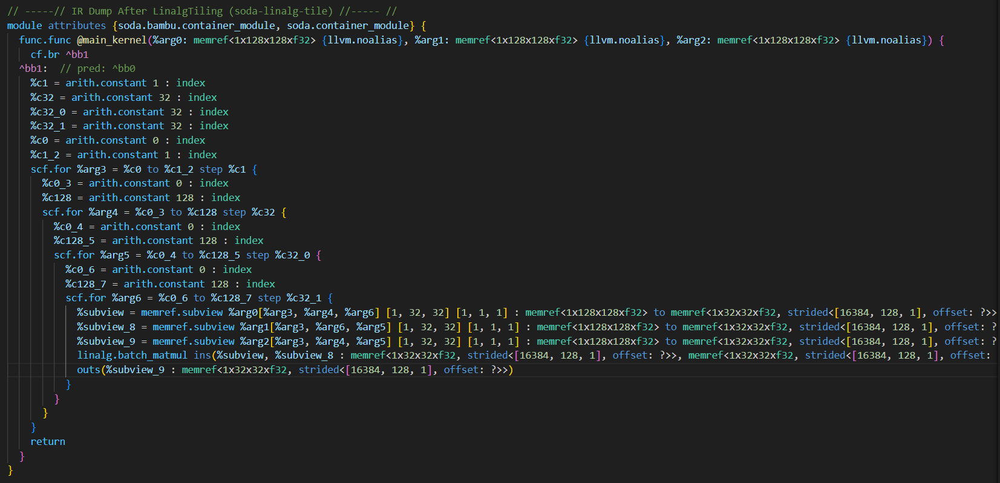 // -----// IR Dump After LinalgTiling (soda-linalg-tile) //----- //
module attributes {soda.bambu.container_module, soda.container_module} {
  func.func @main_kernel(%arg0: memref<1x128x128xf32> {llvm.noalias}, %arg1: memref<1x128x128xf32> {llvm.noalias}, %arg2: memref<1x128x128xf32> {llvm.noalias}) {
    cf.br ^bb1
  ^bb1:  // pred: ^bb0
    %c1 = arith.constant 1 : index
    %c32 = arith.constant 32 : index
    %c32_0 = arith.constant 32 : index
    %c32_1 = arith.constant 32 : index
    %c0 = arith.constant 0 : index
    %c1_2 = arith.constant 1 : index
    scf.for %arg3 = %c0 to %c1_2 step %c1 {
      %c0_3 = arith.constant 0 : index
      %c128 = arith.constant 128 : index
      scf.for %arg4 = %c0_3 to %c128 step %c32 {
        %c0_4 = arith.constant 0 : index
        %c128_5 = arith.constant 128 : index
        scf.for %arg5 = %c0_4 to %c128_5 step %c32_0 {
          %c0_6 = arith.constant 0 : index
          %c128_7 = arith.constant 128 : index
          scf.for %arg6 = %c0_6 to %c128_7 step %c32_1 {
            %subview = memref.subview %arg0[%arg3, %arg4, %arg6] [1, 32, 32] [1, 1, 1] : memref<1x128x128xf32> to memref<1x32x32xf32, strided<[16384, 128, 1], offset: ?>>
            %subview_8 = memref.subview %arg1[%arg3, %arg6, %arg5] [1, 32, 32] [1, 1, 1] : memref<1x128x128xf32> to memref<1x32x32xf32, strided<[16384, 128, 1], offset: ?
            %subview_9 = memref.subview %arg2[%arg3, %arg4, %arg5] [1, 32, 32] [1, 1, 1] : memref<1x128x128xf32> to memref<1x32x32xf32, strided<[16384, 128, 1], offset: ?
            linalg.batch_matmul ins(%subview, %subview_8 : memref<1x32x32xf32, strided<[16384, 128, 1], offset: ?>>, memref<1x32x32xf32, strided<[16384, 128, 1], offset:
            outs(%subview_9 : memref<1x32x32xf32, strided<[16384, 128, 1], offset: ?>>)
          }
        }
      }
    }
    return
  }
}